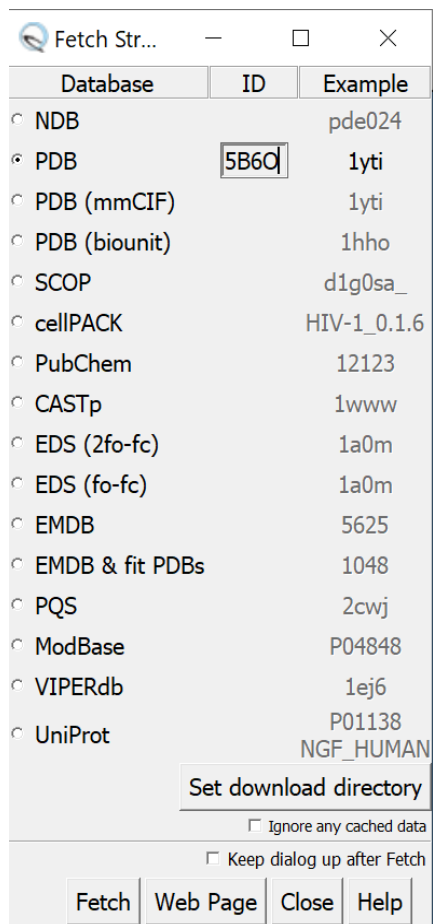 Fetch Str...
Database ID Example
NDB pde024
PDB 5B6O 1yti
PDB (mmCIF) 1yti
PDB (biounit) 1hho
SCOP d1g0sa_
cellPACK HIV-1_0.1.6
PubChem 12123
CASTp 1www
EDS (2fo-fc) 1a0m
EDS (fo-fc) 1a0m
EMDB 5625
EMDB & fit PDBs 1048
PQS 2cwj
ModBase P04848
VIPERdb 1ej6
UniProt P01138
NGF_HUMAN
Set download directory
Ignore any cached data
Keep dialog up after Fetch
Fetch Web Page Close Help